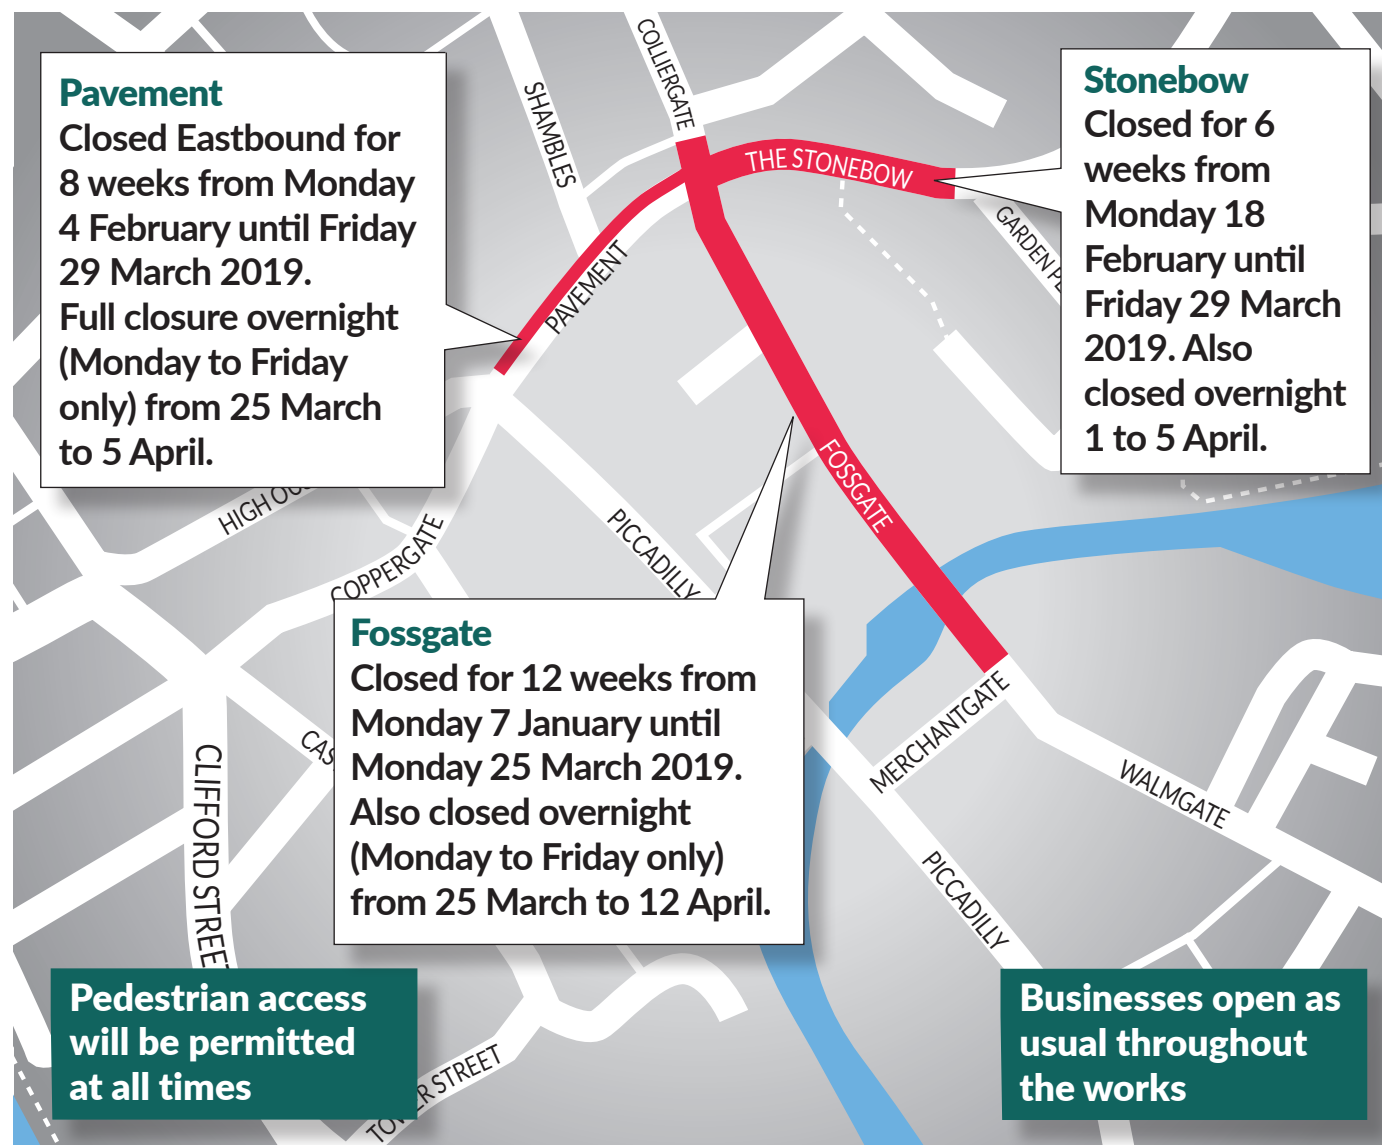 Pavement
Closed Eastbound for
8 weeks from Monday
4 February until Friday
29 March 2019.
Full closure overnight
(Monday to Friday
only) from 25 March
to 5 April.
SHAMBLES
COLLIERGATE
THE STONEBOW
PAVEMENT
GARDEN
Stonebow
Closed for 6
weeks from
Monday 18
February until
Friday 29 March
2019. Also
closed overnight
1 to 5 April.
HIGH
COPPERGATE
PICCADILLY
FOSSGATE
Fossgate
Closed for 12 weeks from
Monday 7 January until
Monday 25 March 2019.
Also closed overnight
(Monday to Friday only)
from 25 March to 12 April.
CLIFFORD STREET
MERCHANTGATE
WALMGATE
PICCADILLY
Pedestrian access
will be permitted
at all times
TOWER STREET
Businesses open as
usual throughout
the works